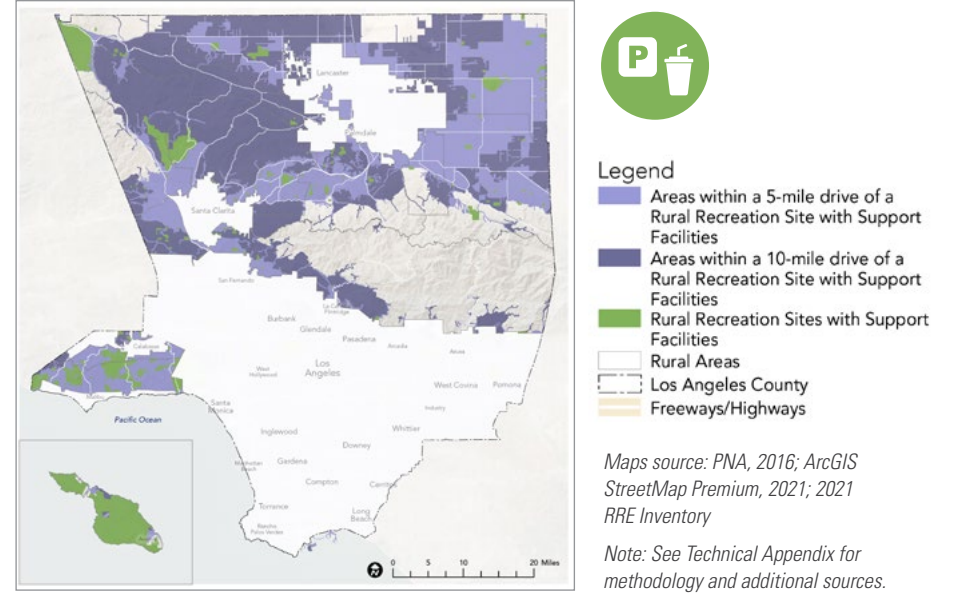 Lancaster
Palmdale
Santa Clarita
San Fernando
La Cañada
Flintridge
Burbank
Glendale
Pasadena
Arcadia
Azusa
Calabasas
West
Hollywood
Los
Angeles
West Covina
Pomona
Malibu
Santa
Monica
Industry
Pacific Ocean
Inglewood
Whittier
Downey
Manhattan
Beach
Gardena
Compton
Cerritos
Torrance
Long
Beach
Rancho
Palos Verdes
0 5 10 20 Miles
P
Legend
Areas within a 5-mile drive of a
Rural Recreation Site with Support
Facilities
Areas within a 10-mile drive of a
Rural Recreation Site with Support
Facilities
Rural Recreation Sites with Support
Facilities
Rural Areas
Los Angeles County
Freeways/Highways
Maps source: PNA, 2016; ArcGIS
StreetMap Premium, 2021; 2021
RRE Inventory
Note: See Technical Appendix for
methodology and additional sources.